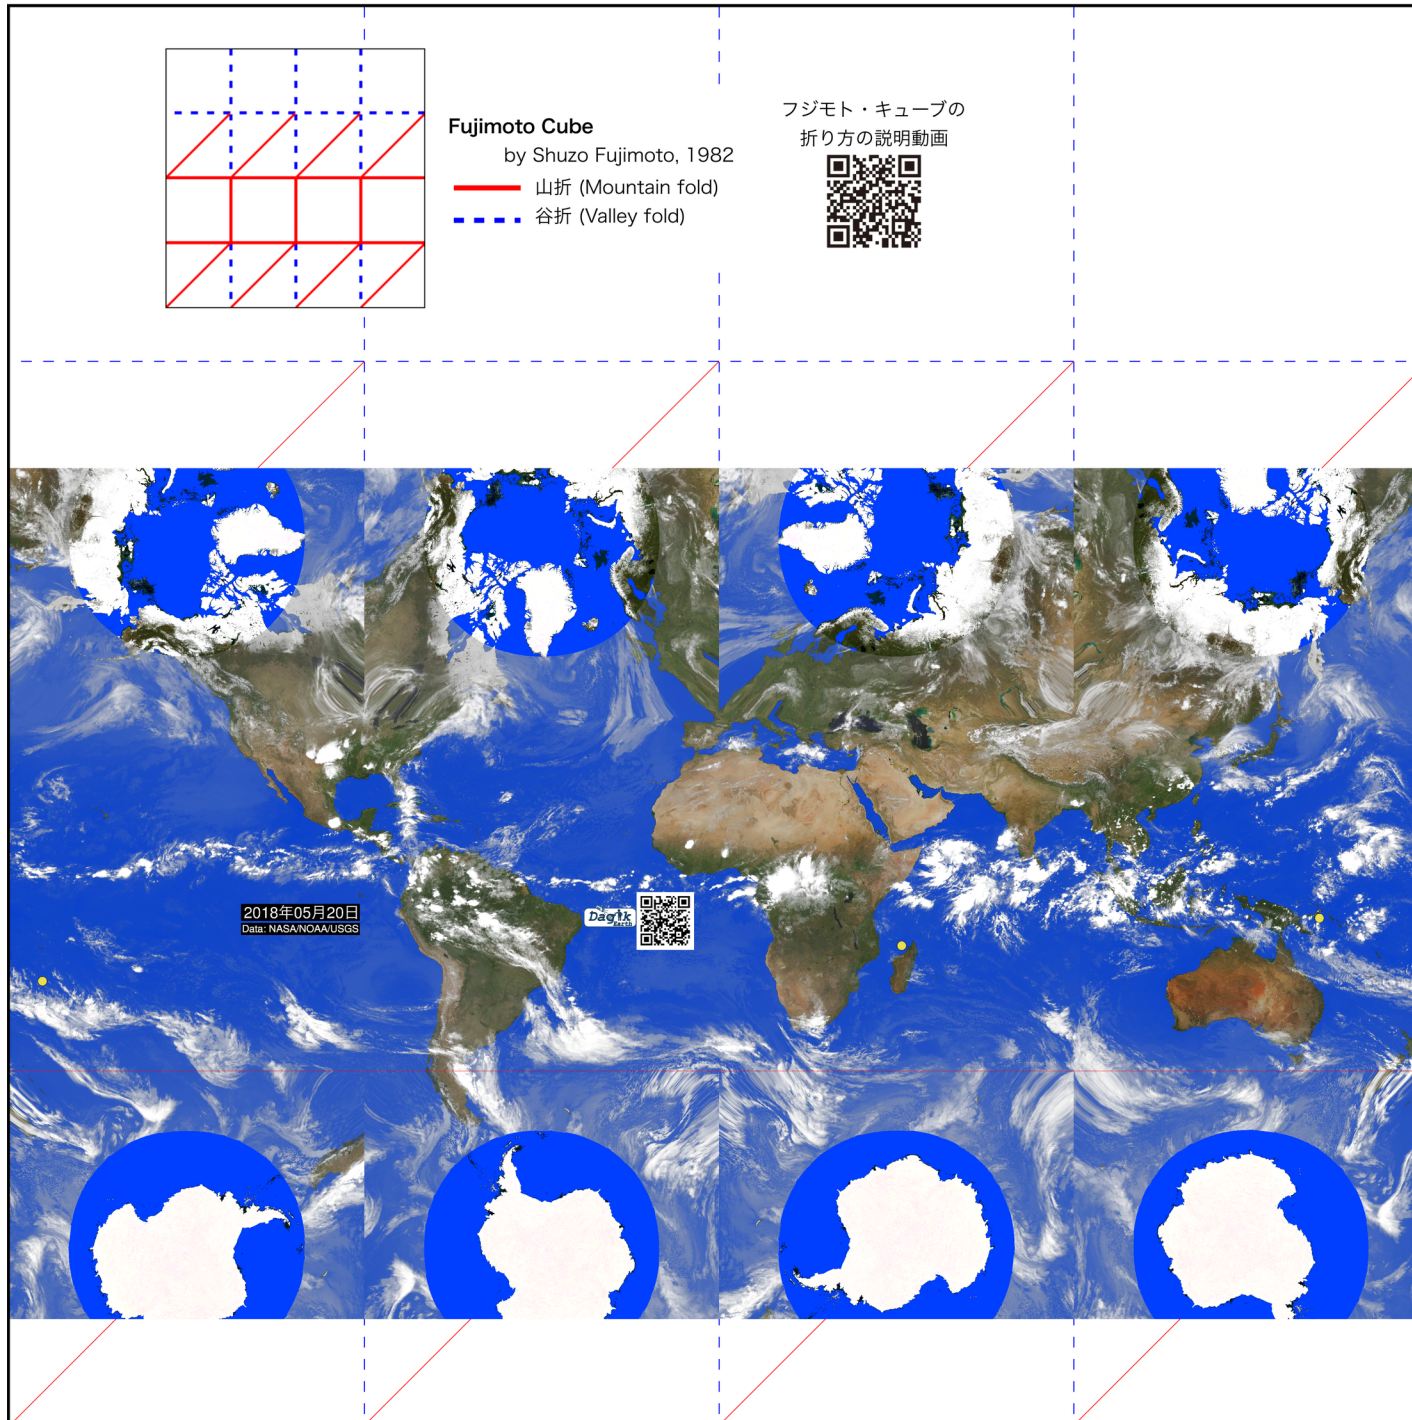 Fujimoto Cube
by Shuzo Fujimoto, 1982
山折 (Mountain fold)
谷折 (Valley fold)
フジモト・キューブの
折り方の説明動画
2018年05月20日
Data: NASA/NOAA/USGS
Dagik
Earth